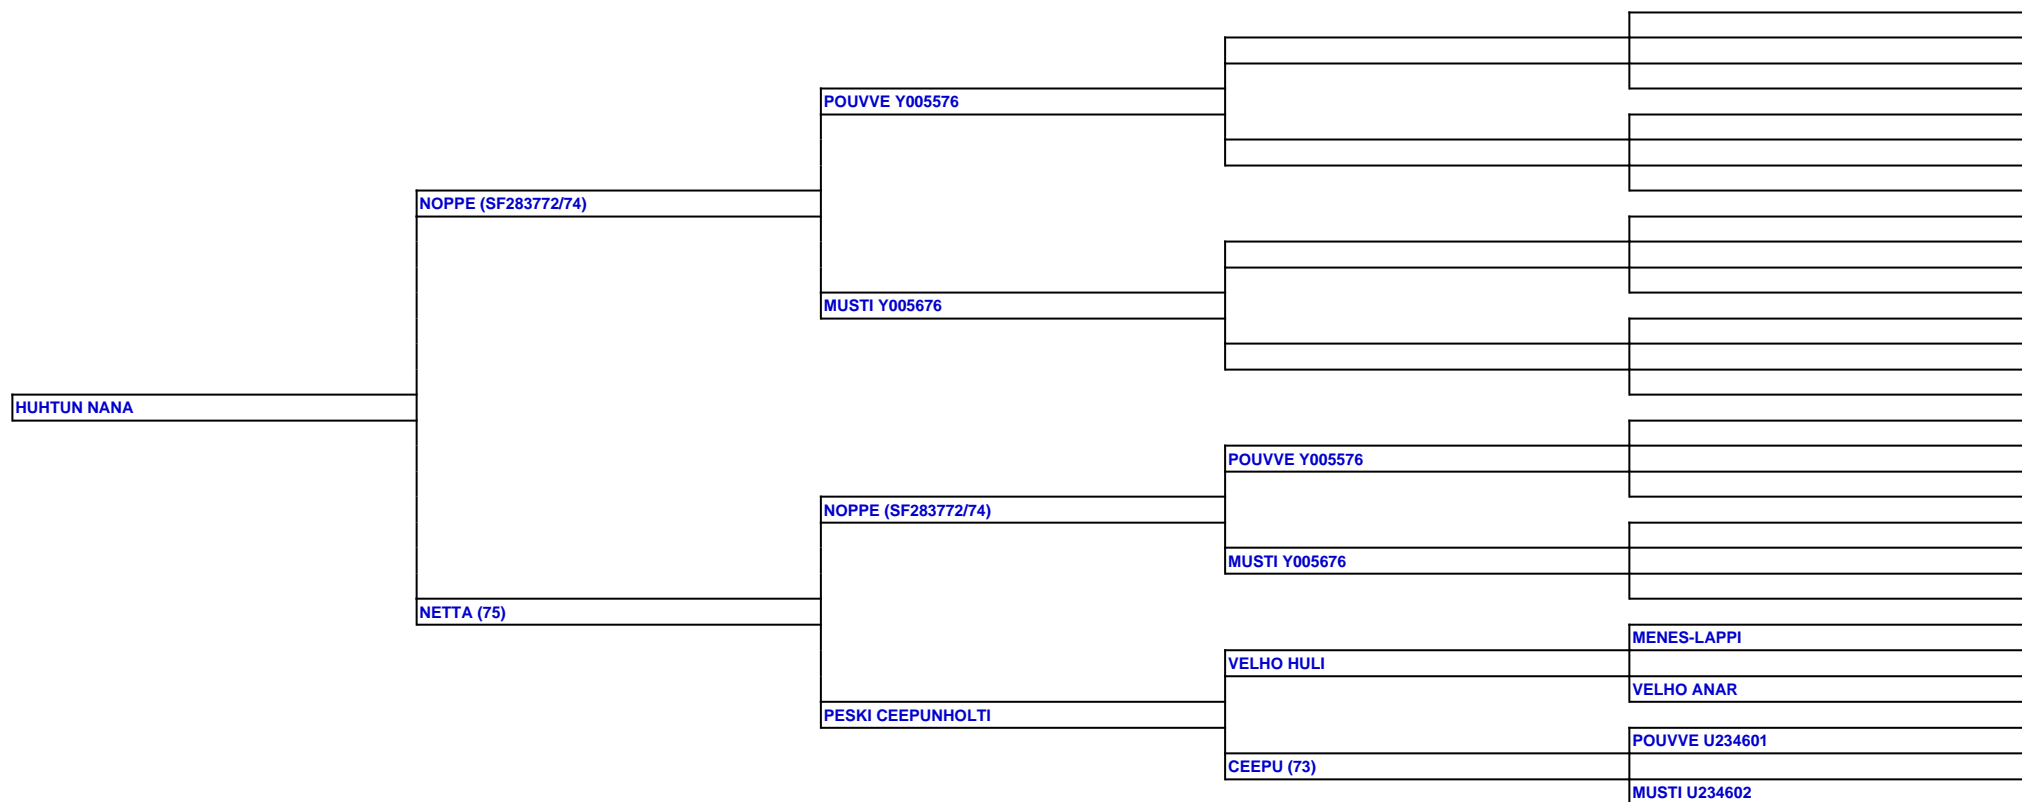 POUVVE Y005576
NOPPE (SF283772/74)
MUSTI Y005676
HUHTUN NANA
POUVVE Y005576
NOPPE (SF283772/74)
MUSTI Y005676
NETTA (75)
MENES-LAPPI
VELHO HULI
VELHO ANAR
PESKI CEEPUNHOLTI
POUVVE U234601
CEEPU (73)
MUSTI U234602